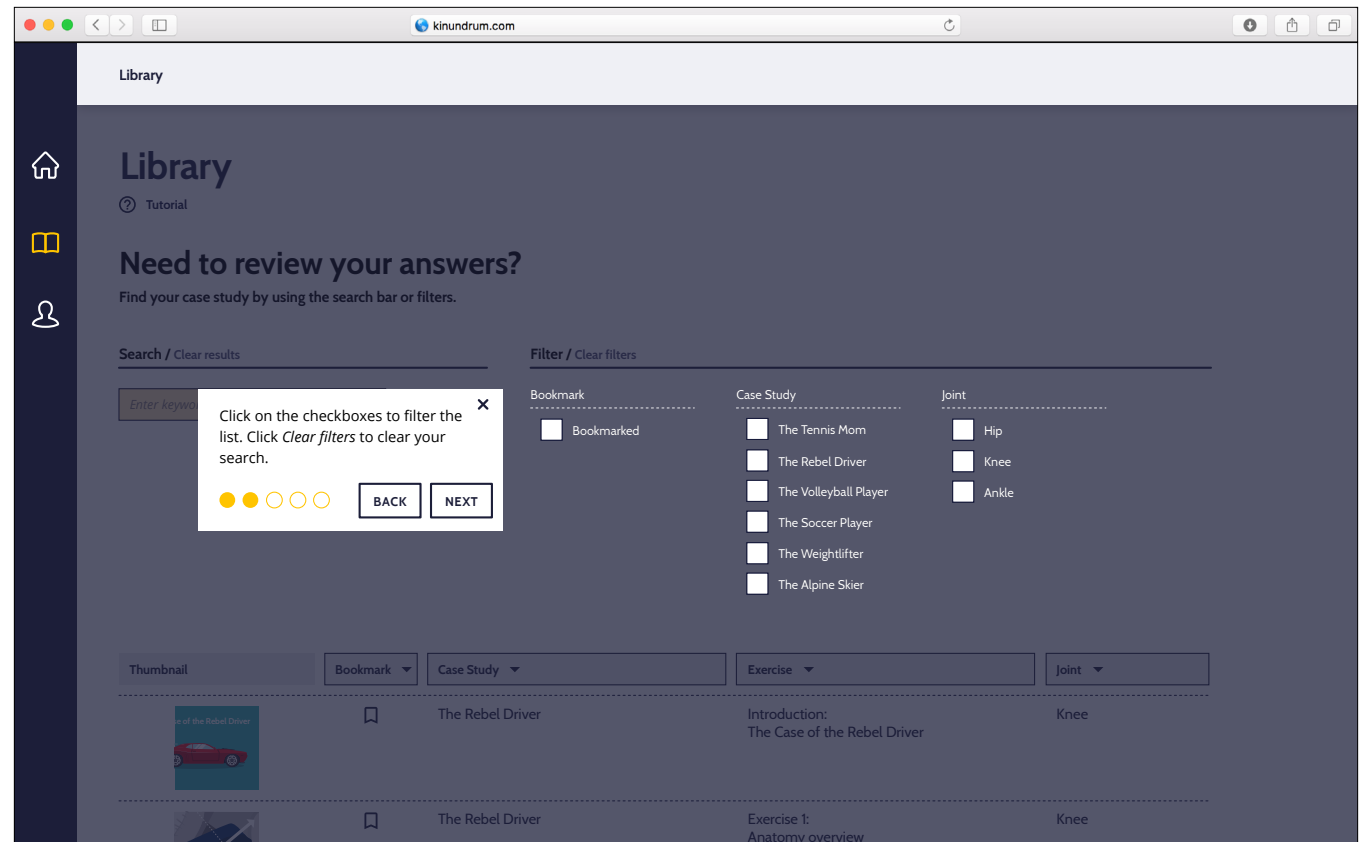 kinundrum.com
Library
Library
Tutorial
Need to review your answers?
Find your case study by using the search bar or filters.
Search / Clear results
Enter
Click on the checkboxes to filter the
list. Click Clear filters to clear your
search.
BACK
NEXT
Filter / Clear filters
Bookmark
Bookmarked
Case Study
The Tennis Mom
The Rebel Driver
The Volleyball Player
The Soccer Player
The Weightlifter
The Alpine Skier
Joint
Hip
Knee
Ankle
Thumbnail
Bookmark
Case Study
Exercise
Joint
of the Rebel Driver
The Rebel Driver
Introduction:
The Case of the Rebel Driver
Knee
The Rebel Driver
Exercise 1:
Anatomy overview
Knee